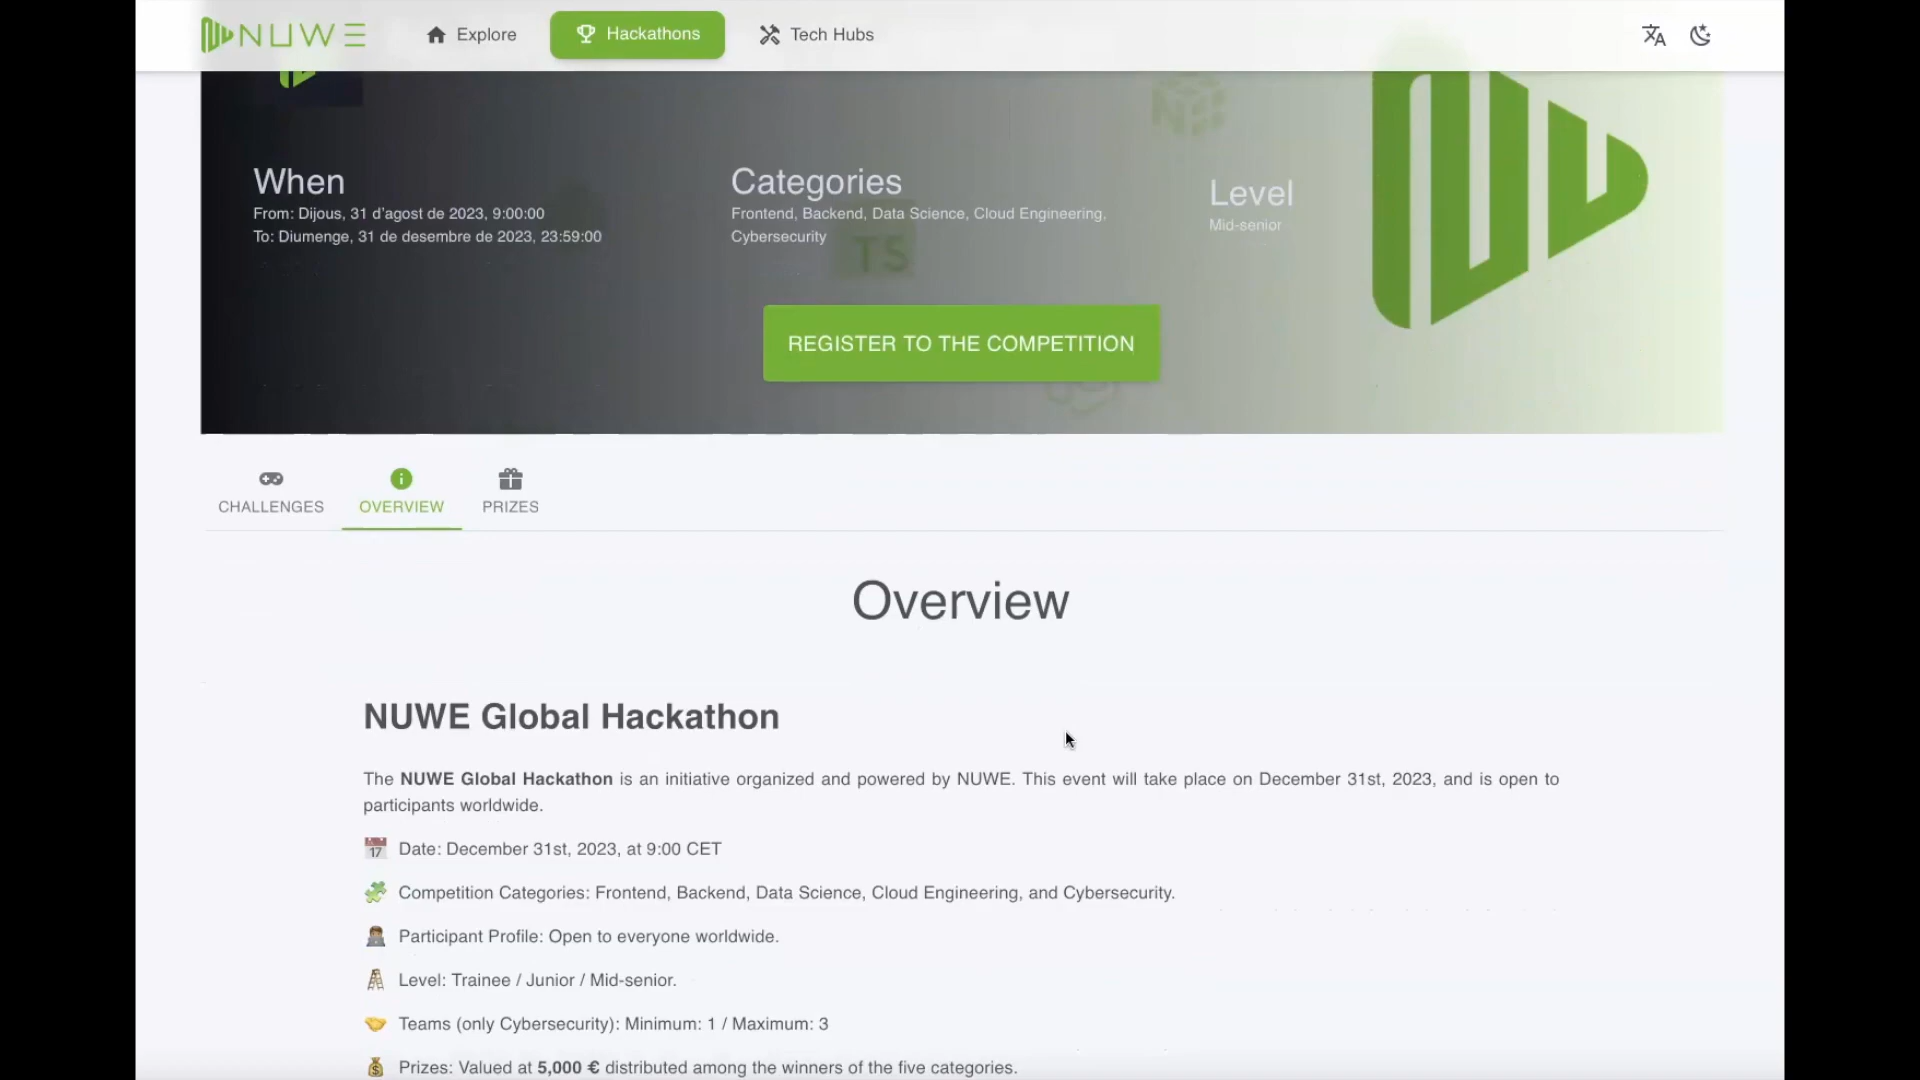 NUWE
Explore
Hackathons
Tech Hubs
When
From: Dijous, 31 d'agost de 2023, 9:00:00
To: Diumenge, 31 de desembre de 2023, 23:59:00
Categories
Frontend, Backend, Data Science, Cloud Engineering,
Cybersecurity
TS
Level
Mid-senior
REGISTER TO THE COMPETITION
CHALLENGES
OVERVIEW
PRIZES
Overview
NUWE Global Hackathon
The NUWE Global Hackathon is an initiative organized and powered by NUWE. This event will take place on December 31st, 2023, and is open to
participants worldwide.
17 Date: December 31st, 2023, at 9:00 CET
Competition Categories: Frontend, Backend, Data Science, Cloud Engineering, and Cybersecurity.
Participant Profile: Open to everyone worldwide.
Level: Trainee / Junior / Mid-senior.
Teams (only Cybersecurity): Minimum: 1 / Maximum: 3
Prizes: Valued at 5,000 € distributed among the winners of the five categories.